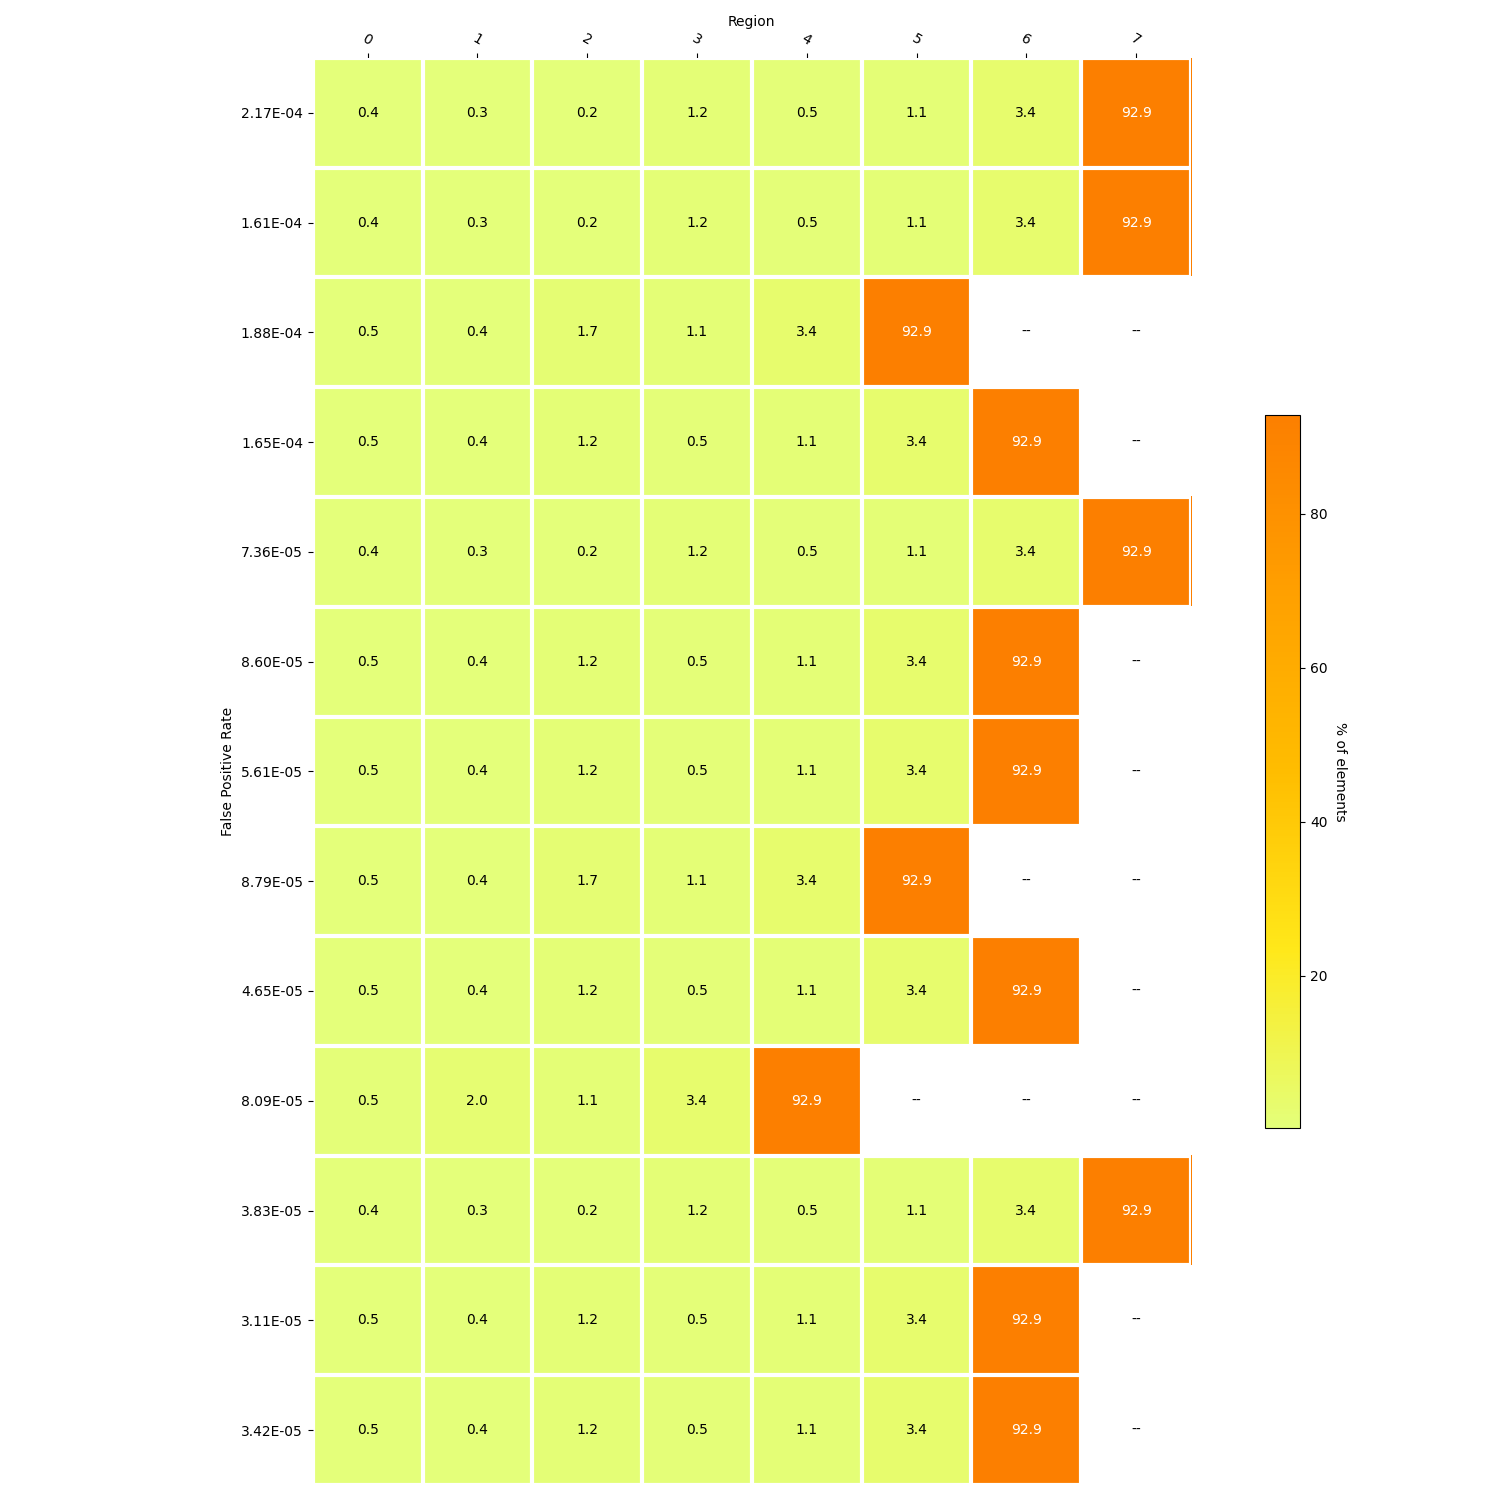 Region
0 1 2 3 4 5 6 7
2.17E-04 0.4 0.3 0.2 1.2 0.5 1.1 3.4 92.9
1.61E-04 0.4 0.3 0.2 1.2 0.5 1.1 3.4 92.9
1.88E-04 0.5 0.4 1.7 1.1 3.4 92.9 -- --
1.65E-04 0.5 0.4 1.2 0.5 1.1 3.4 92.9 --
7.36E-05 0.4 0.3 0.2 1.2 0.5 1.1 3.4 92.9
8.60E-05 0.5 0.4 1.2 0.5 1.1 3.4 92.9 --
5.61E-05 0.5 0.4 1.2 0.5 1.1 3.4 92.9 --
8.79E-05 0.5 0.4 1.7 1.1 3.4 92.9 -- --
4.65E-05 0.5 0.4 1.2 0.5 1.1 3.4 92.9 --
8.09E-05 0.5 2.0 1.1 3.4 92.9 -- -- --
3.83E-05 0.4 0.3 0.2 1.2 0.5 1.1 3.4 92.9
3.11E-05 0.5 0.4 1.2 0.5 1.1 3.4 92.9 --
3.42E-05 0.5 0.4 1.2 0.5 1.1 3.4 92.9 --
False Positive Rate
80
60
40
20
% of elements